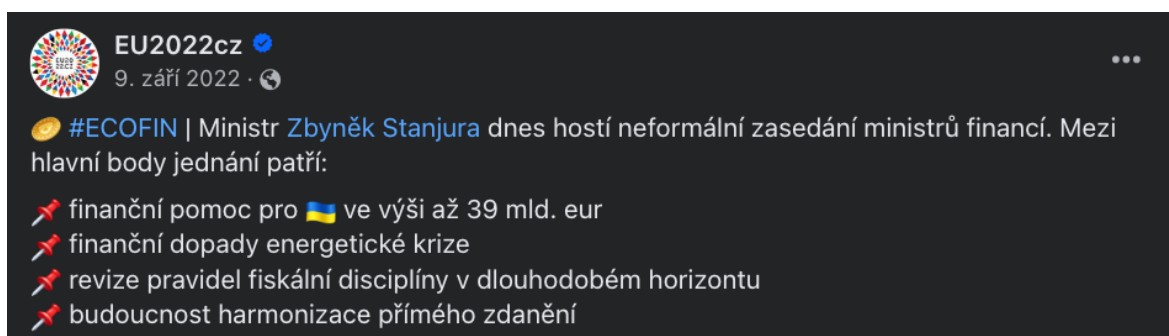 EU2022cz
9. září 2022 ·
🪙 #ECOFIN | Ministr Zbyněk Stanjura dnes hostí neformální zasedání ministrů financí. Mezi
hlavní body jednání patří:
📌 finanční pomoc pro 🇺🇦 ve výši až 39 mld. eur
📌 finanční dopady energetické krize
📌 revize pravidel fiskální disciplíny v dlouhodobém horizontu
📌 budoucnost harmonizace přímého zdanění